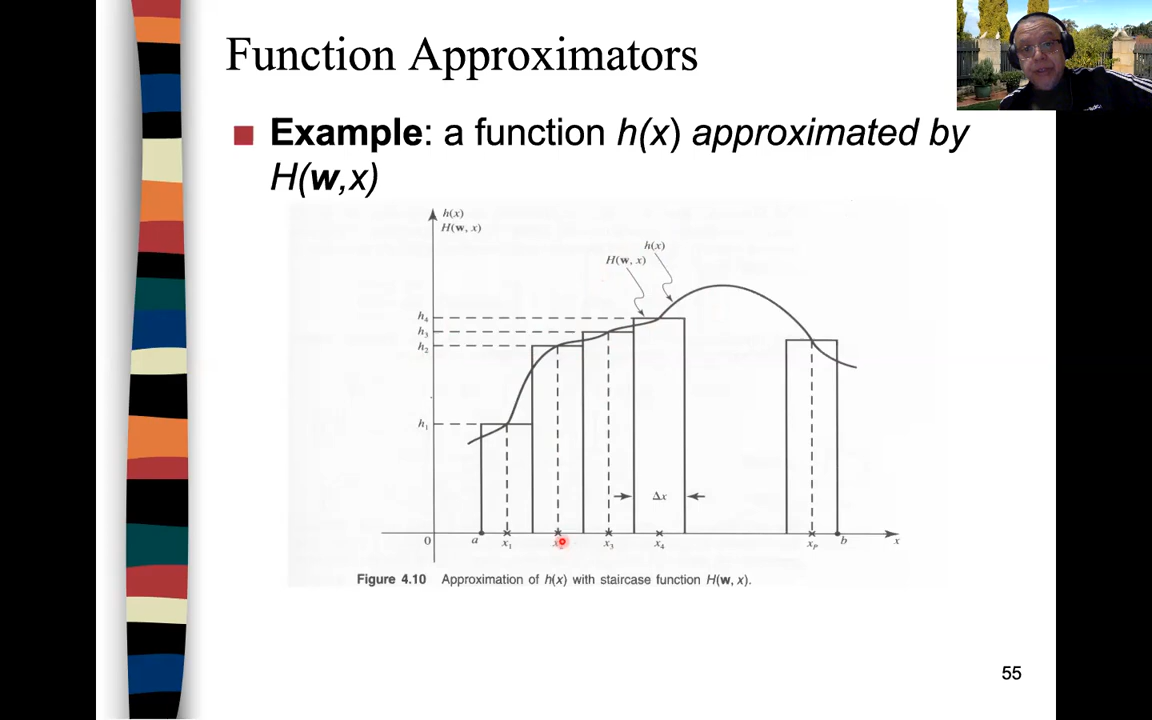 Function Approximators
Example: a function h(x) approximated by
H(w,x)
h(x)
H(w, x)
h(x)
H(w, x)
h₄
h₃
h₂
h₁
Δx
0
a
x₁
x₃
x₄
xₚ
b
x
Figure 4.10 Approximation of h(x) with staircase function H(w, x).
55